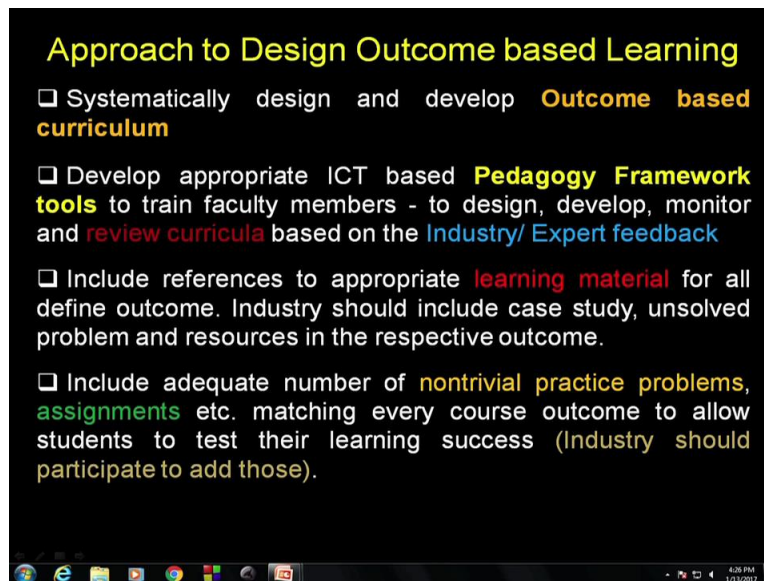 Approach to Design Outcome based Learning
❑ Systematically design and develop Outcome based
curriculum
❑ Develop appropriate ICT based Pedagogy Framework
tools to train faculty members - to design, develop, monitor
and review curricula based on the Industry/ Expert feedback
❑ Include references to appropriate learning material for all
define outcome. Industry should include case study, unsolved
problem and resources in the respective outcome.
❑ Include adequate number of nontrivial practice problems,
assignments etc. matching every course outcome to allow
students to test their learning success (Industry should
participate to add those).
4:26 PM
1/13/2017